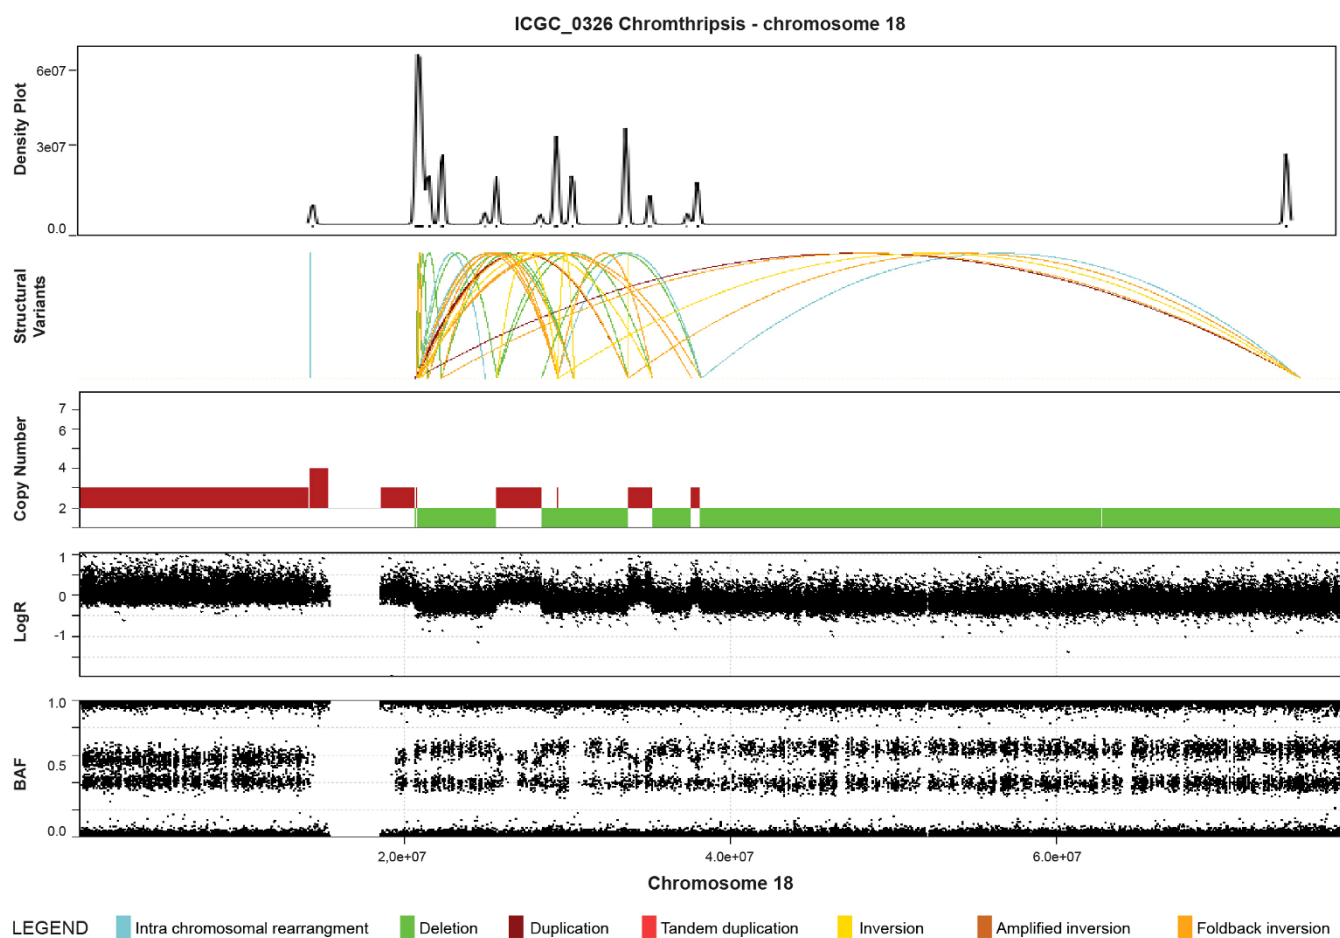 ICGC_0326 Chromthripsis - chromosome 18
Density Plot
6e07
3e07
0.0
Structural
Variants
Copy Number
7
6
4
2
LogR
1
0
-1
BAF
1.0
0.5
0.0
2,0e+07
4.0e+07
6.0e+07
Chromosome 18
LEGEND Intra chromosomal rearrangment Deletion Duplication Tandem duplication Inversion Amplified inversion Foldback inversion